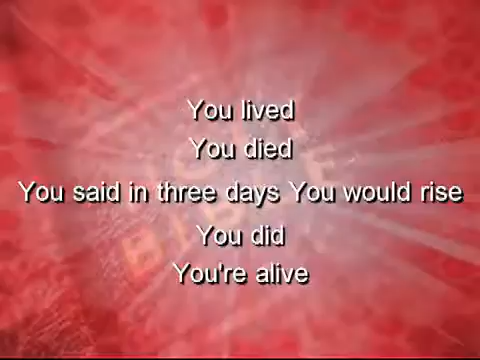 You lived
You died
You said in three days You would rise
You did
You're alive